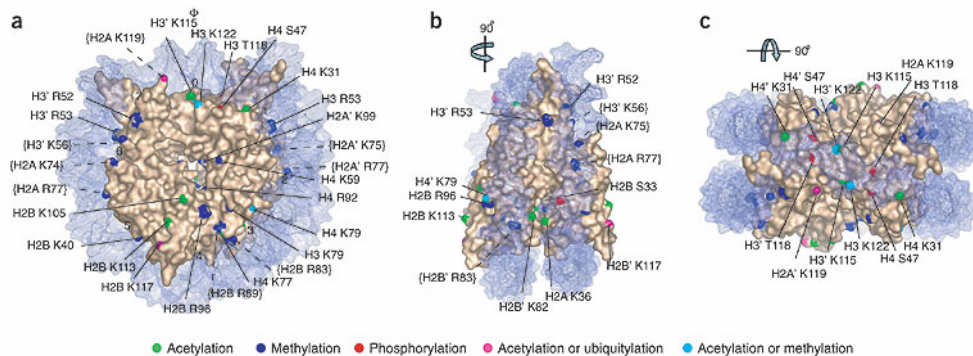 a
Φ
H3' K115
H3 K122
{H2A K119}
H3 T118
H4 S47
H4 K31
H3' R52
H3' R53
{H3' K56}
{H2A K74}
{H2A R77}
H2B K105
H2B K40
H2B K113
H2B K117
H2B R96
{H2B R89}
H4 K77
{H2B R83}
H3 K79
H4 K79
H4 R92
H4 K59
{H2A' R77}
{H2A' K75}
H2A' K99
H3 R53
0
6
5
4
3
b
90°
H3' R52
H3' R53
{H3' K56}
{H2A K75}
{H2A R77}
H4' K79
H2B R96
H2B K113
H2B S33
{H2B' R83}
H2B' K82
H2A K36
H2B' K117
c
90°
H4' S47
H4' K31
H3' K122
H3 K115
H2A K119
H3 T118
H3' T118
H2A' K119
H3' K115
H3 K122
H4 S47
H4 K31
Acetylation
Methylation
Phosphorylation
Acetylation or ubiquitylation
Acetylation or methylation